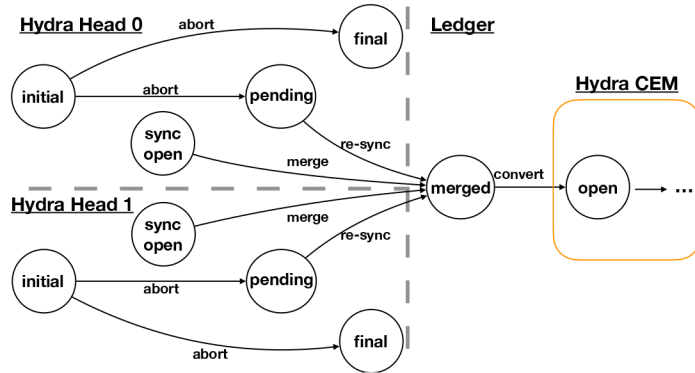 Hydra Head 0
Ledger
abort
final
Hydra CEM
initial
abort
pending
sync
open
re-sync
merge
merged
convert
open
...
Hydra Head 1
sync
open
merge
re-sync
initial
abort
pending
abort
final